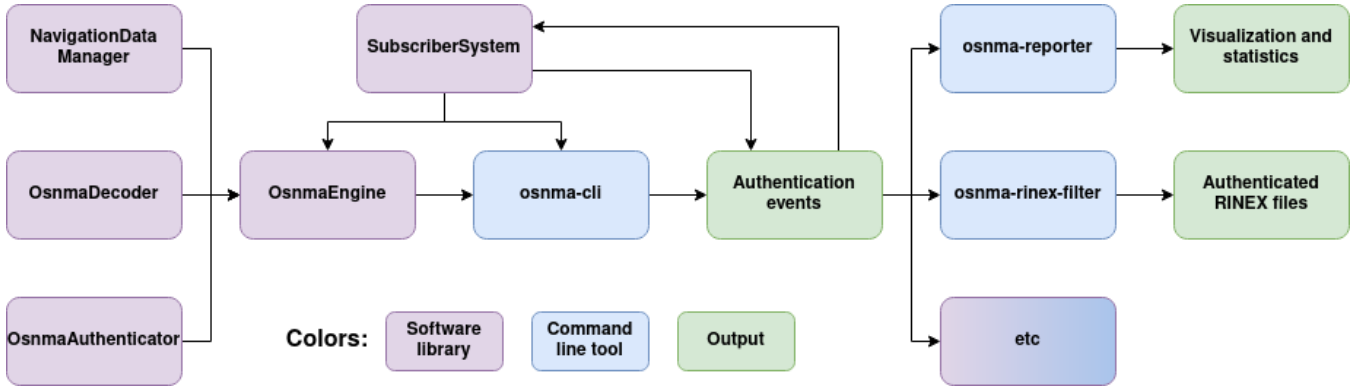 NavigationData
Manager
SubscriberSystem
osnma-reporter
Visualization and
statistics
OsnmaDecoder
OsnmaEngine
osnma-cli
Authentication
events
osnma-rinex-filter
Authenticated
RINEX files
OsnmaAuthenticator
Colors:
Software
library
Command
line tool
Output
etc